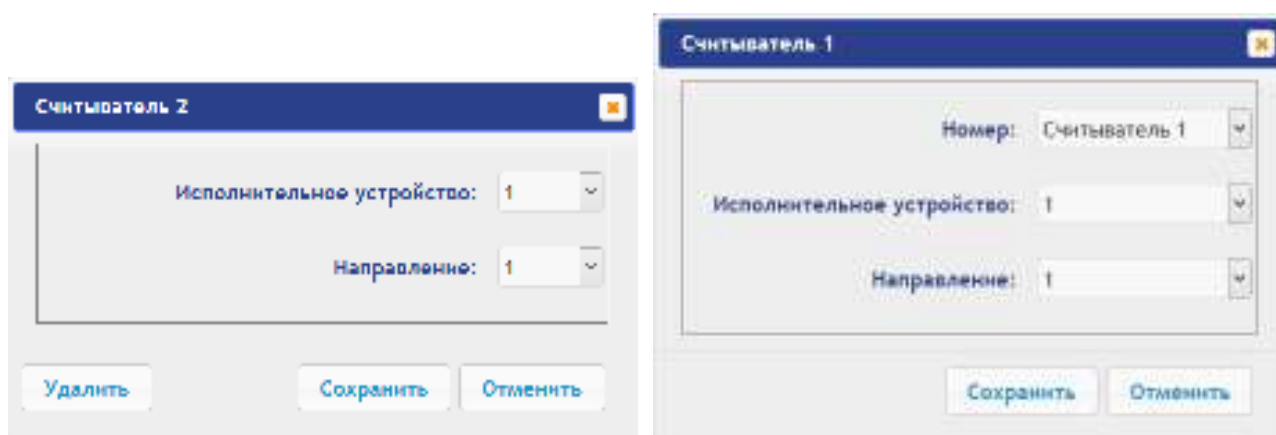 Считыватель 2
Исполнительное устройство: 1
Направление: 1
Удалить Сохранить Отменить
Считыватель 1
Номер: Считыватель 1
Исполнительное устройство: 1
Направление: 1
Сохранить Отменить